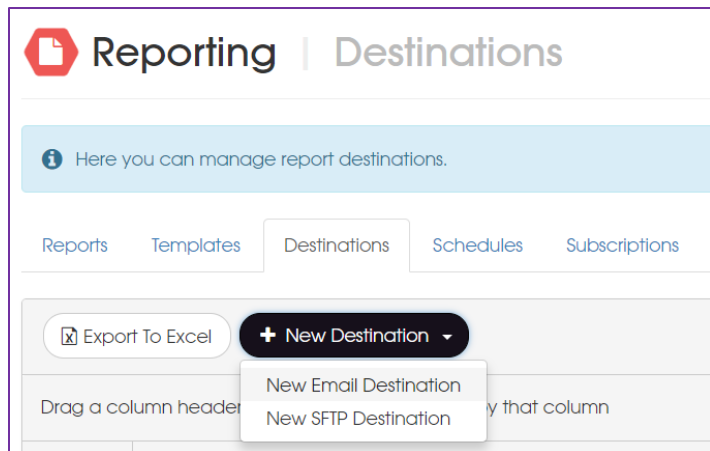 Reporting | Destinations
Here you can manage report destinations.
Reports Templates Destinations Schedules Subscriptions
Export To Excel + New Destination
New Email Destination
Drag a column header y that column
New SFTP Destination